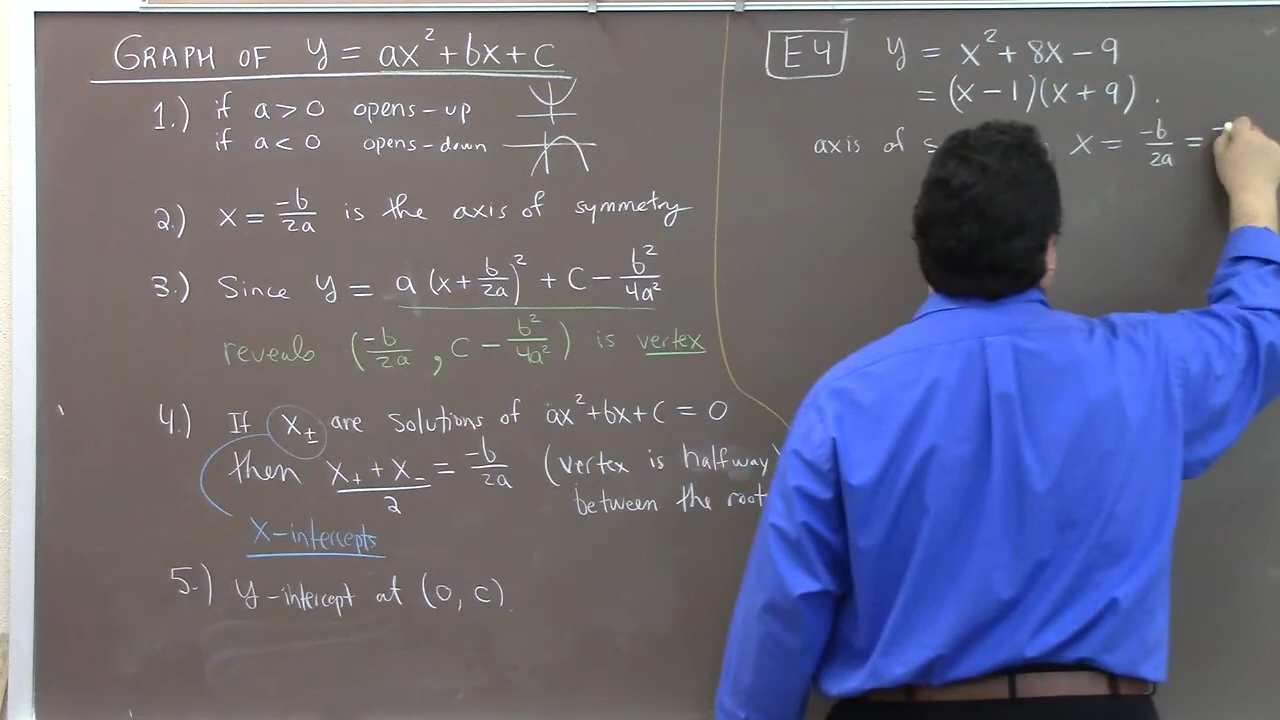 GRAPH OF y = ax² + bx + c
1.) if a > 0 opens-up
if a < 0 opens-down
2.) x = -b/2a is the axis of symmetry
3.) Since y = a(x + b/2a)² + c - b²/4a²
reveals (-b/2a, c - b²/4a²) is vertex
4.) If x± are solutions of ax² + bx + c = 0
then (x₊ + x₋)/2 = -b/2a (vertex is halfway
between the root
x-intercepts
5.) y-intercept at (0, c).
E4 y = x² + 8x - 9
= (x - 1)(x + 9).
axis of x = -b/2a =